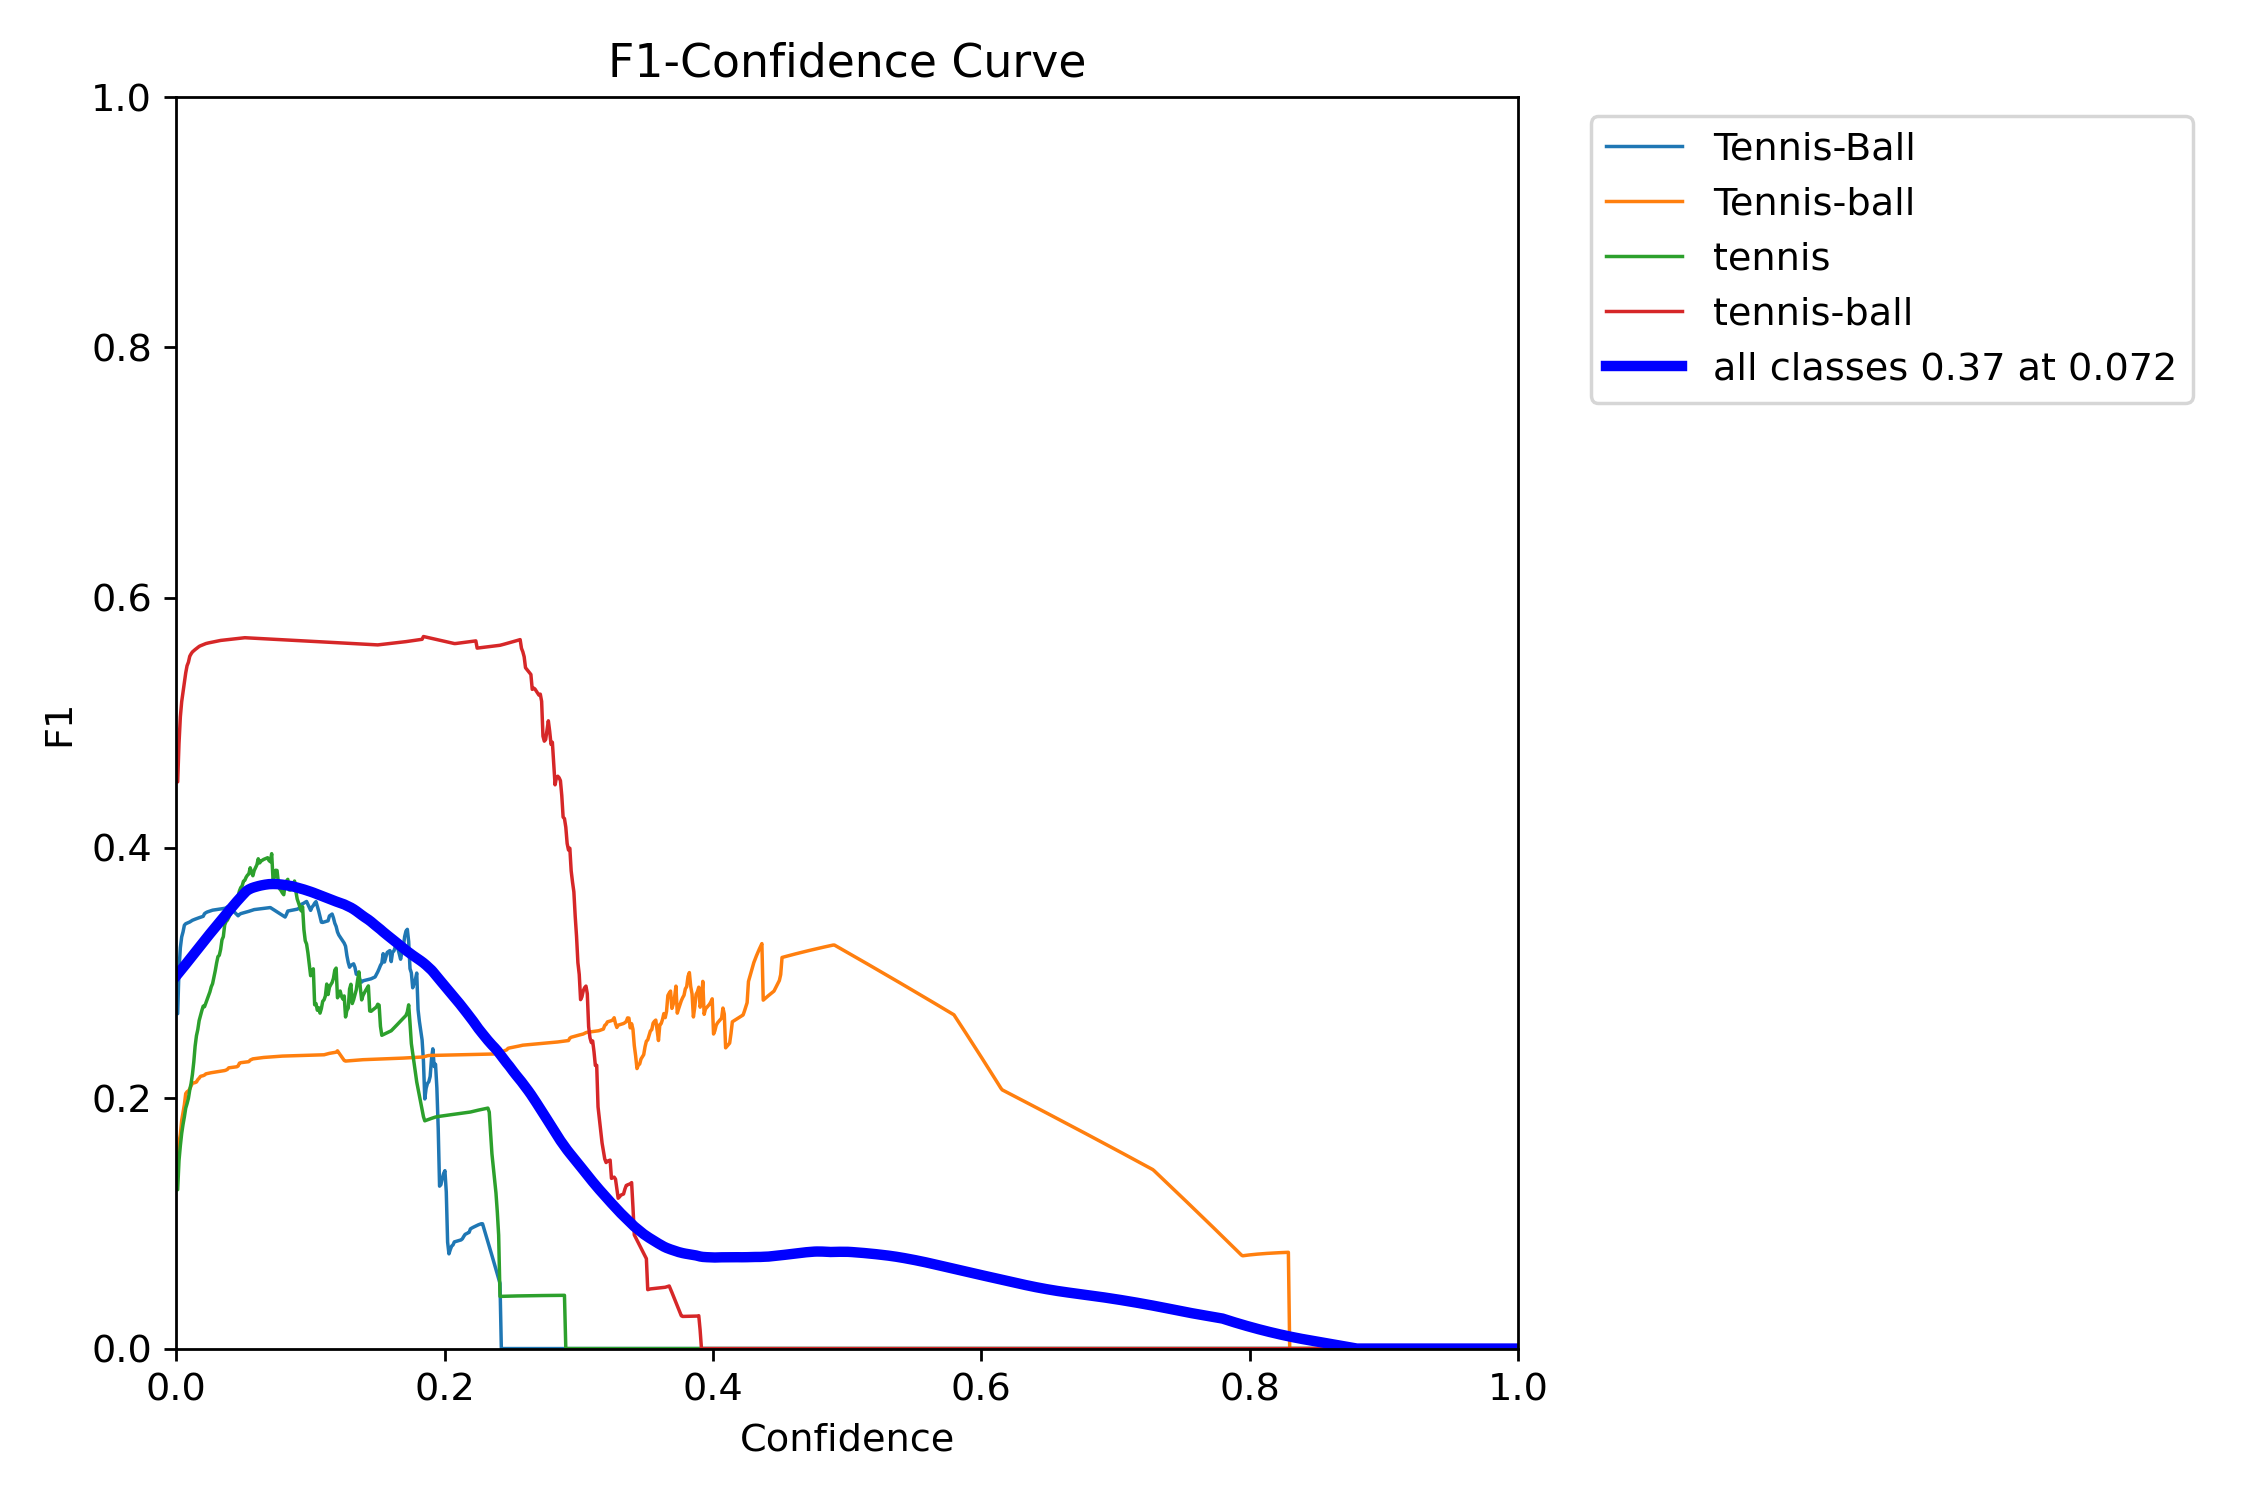 F1-Confidence Curve
1.0
0.8
0.6
0.4
0.2
0.0
F1
0.0 0.2 0.4 0.6 0.8 1.0
Confidence
Tennis-Ball
Tennis-ball
tennis
tennis-ball
all classes 0.37 at 0.072